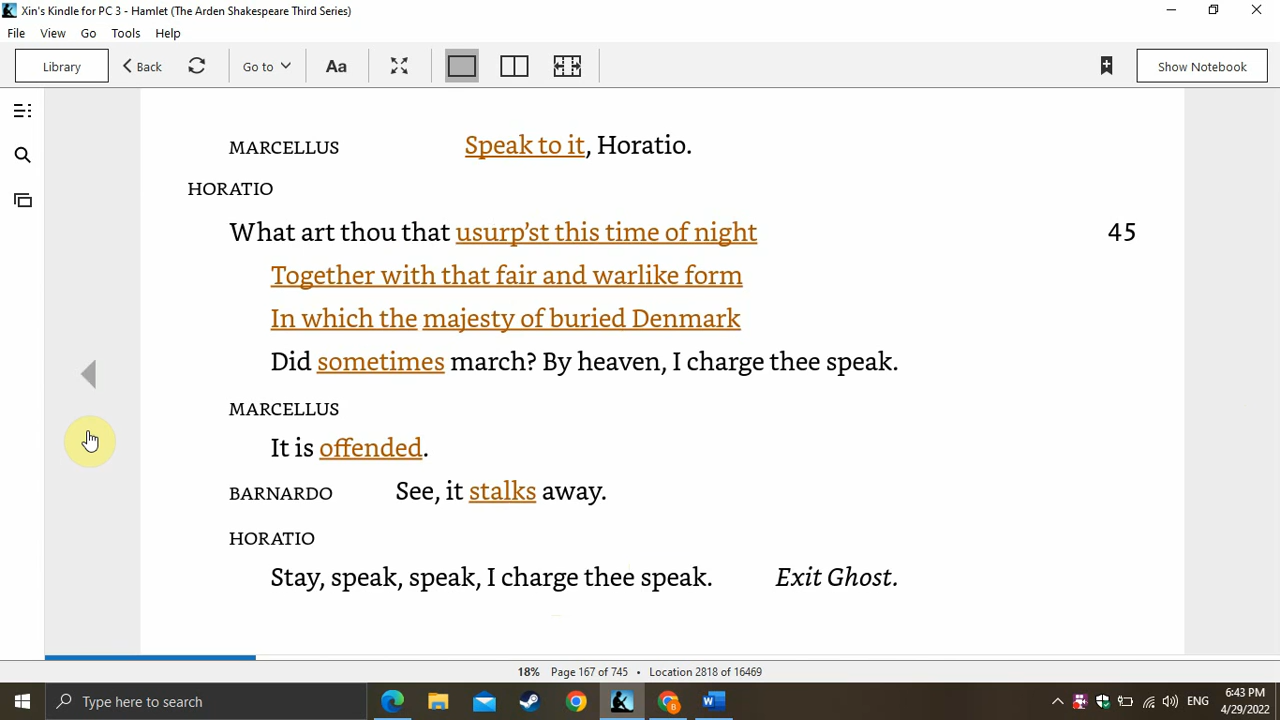 Xin's Kindle for PC 3 - Hamlet (The Arden Shakespeare Third Series)
File View Go Tools Help
Library Back Go to Aa Show Notebook
MARCELLUS Speak to it, Horatio.
HORATIO
What art thou that usurp'st this time of night 45
Together with that fair and warlike form
In which the majesty of buried Denmark
Did sometimes march? By heaven, I charge thee speak.
MARCELLUS
It is offended.
BARNARDO See, it stalks away.
HORATIO
Stay, speak, speak, I charge thee speak. Exit Ghost.
18% Page 167 of 745 • Location 2818 of 16469
Type here to search
ENG
6:43 PM
4/29/2022